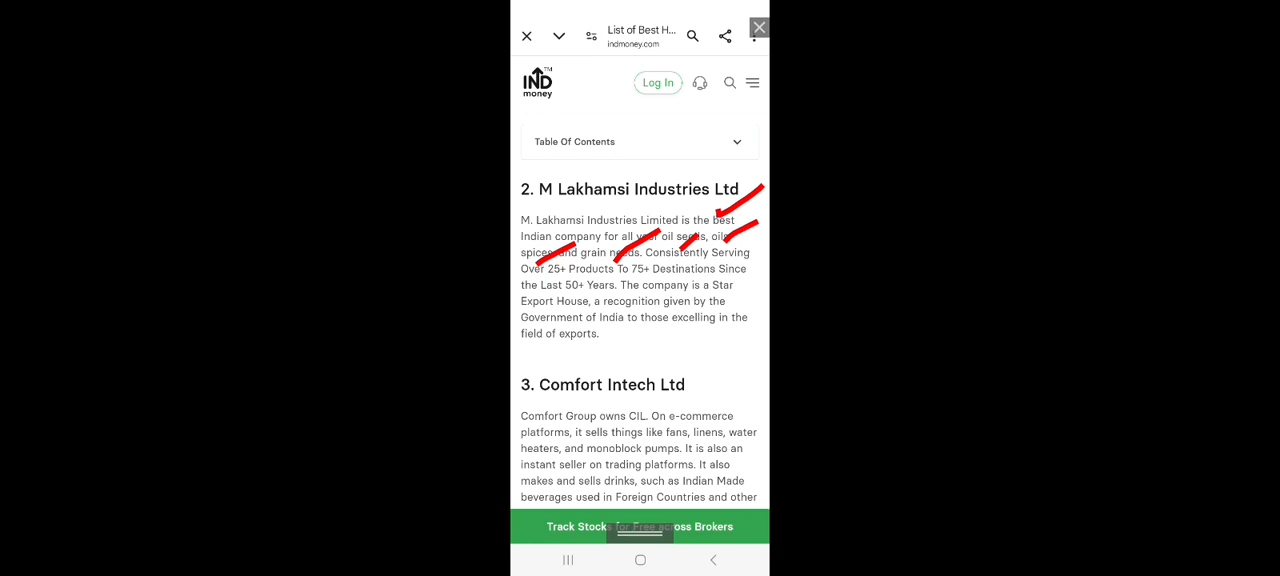 List of Best H...
indmoney.com
IND
money
TM
Log In
Table Of Contents
2. M Lakhamsi Industries Ltd
M. Lakhamsi Industries Limited is the best
Indian company for all your oil seeds, oils,
spices, and grain needs. Consistently Serving
Over 25+ Products To 75+ Destinations Since
the Last 50+ Years. The company is a Star
Export House, a recognition given by the
Government of India to those excelling in the
field of exports.
3. Comfort Intech Ltd
Comfort Group owns CIL. On e-commerce
platforms, it sells things like fans, linens, water
heaters, and monoblock pumps. It is also an
instant seller on trading platforms. It also
makes and sells drinks, such as Indian Made
beverages used in Foreign Countries and other
Track Stocks for Free across Brokers